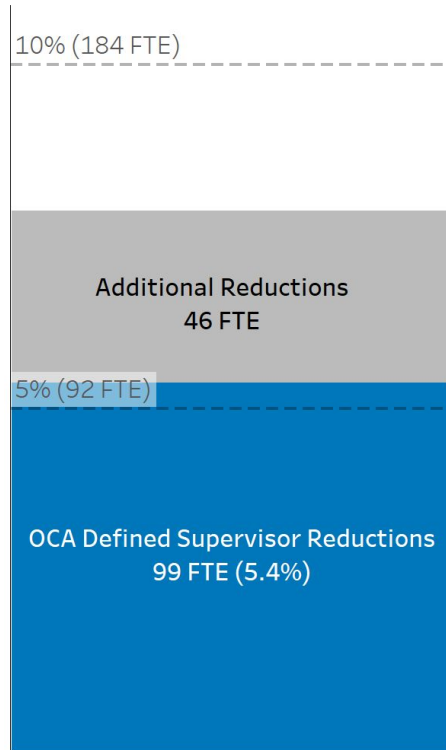 10% (184 FTE)
Additional Reductions
46 FTE
5% (92 FTE)
OCA Defined Supervisor Reductions
99 FTE (5.4%)